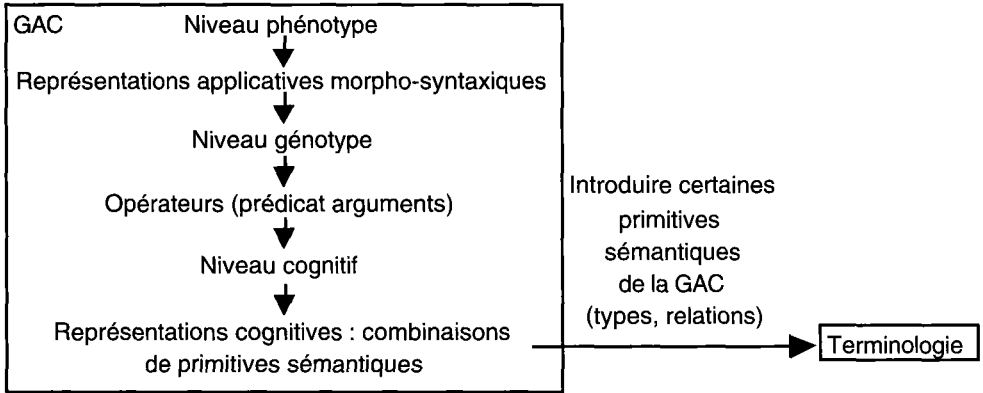 GAC
Niveau phénotype
Représentations applicatives morpho-syntaxiques
Niveau génotype
Opérateurs (prédicat arguments)
Niveau cognitif
Représentations cognitives : combinaisons
de primitives sémantiques
Introduire certaines
primitives
sémantiques
de la GAC
(types, relations)
Terminologie